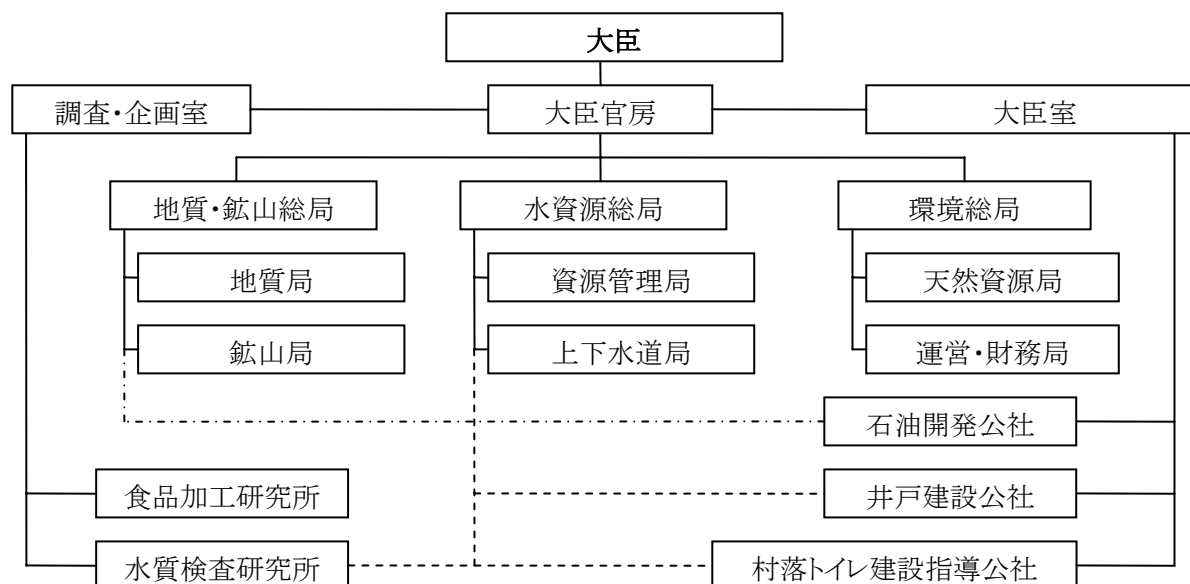 大臣
調査・企画室
大臣官房
大臣室
地質・鉱山総局
水資源総局
環境総局
地質局
資源管理局
天然資源局
鉱山局
上下水道局
運営・財務局
石油開発公社
食品加工研究所
井戸建設公社
水質検査研究所
村落トイレ建設指導公社